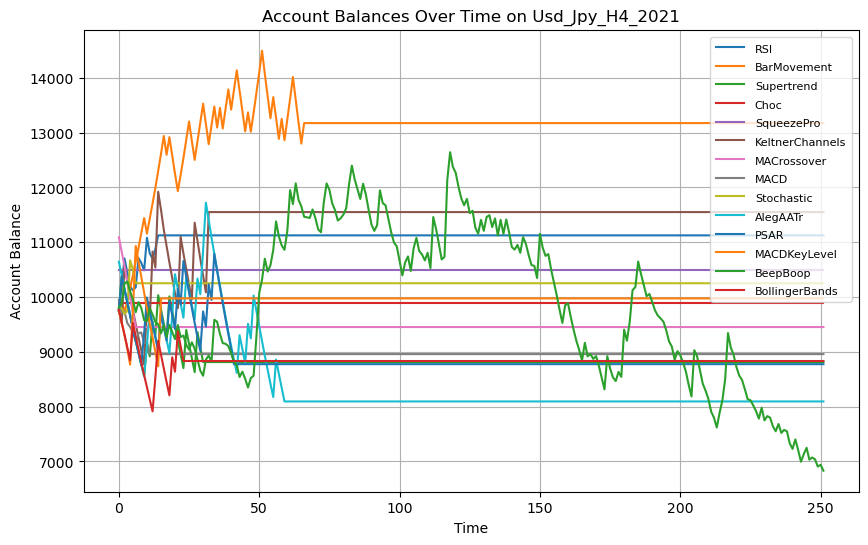 Account Balances Over Time on Usd_Jpy_H4_2021
RSI
BarMovement
Supertrend
Choc
SqueezePro
KeltnerChannels
MACrossover
MACD
Stochastic
AlegAATr
PSAR
MACDKeyLevel
BeepBoop
BollingerBands
14000
13000
12000
11000
10000
9000
8000
7000
Account Balance
0 50 100 150 200 250
Time